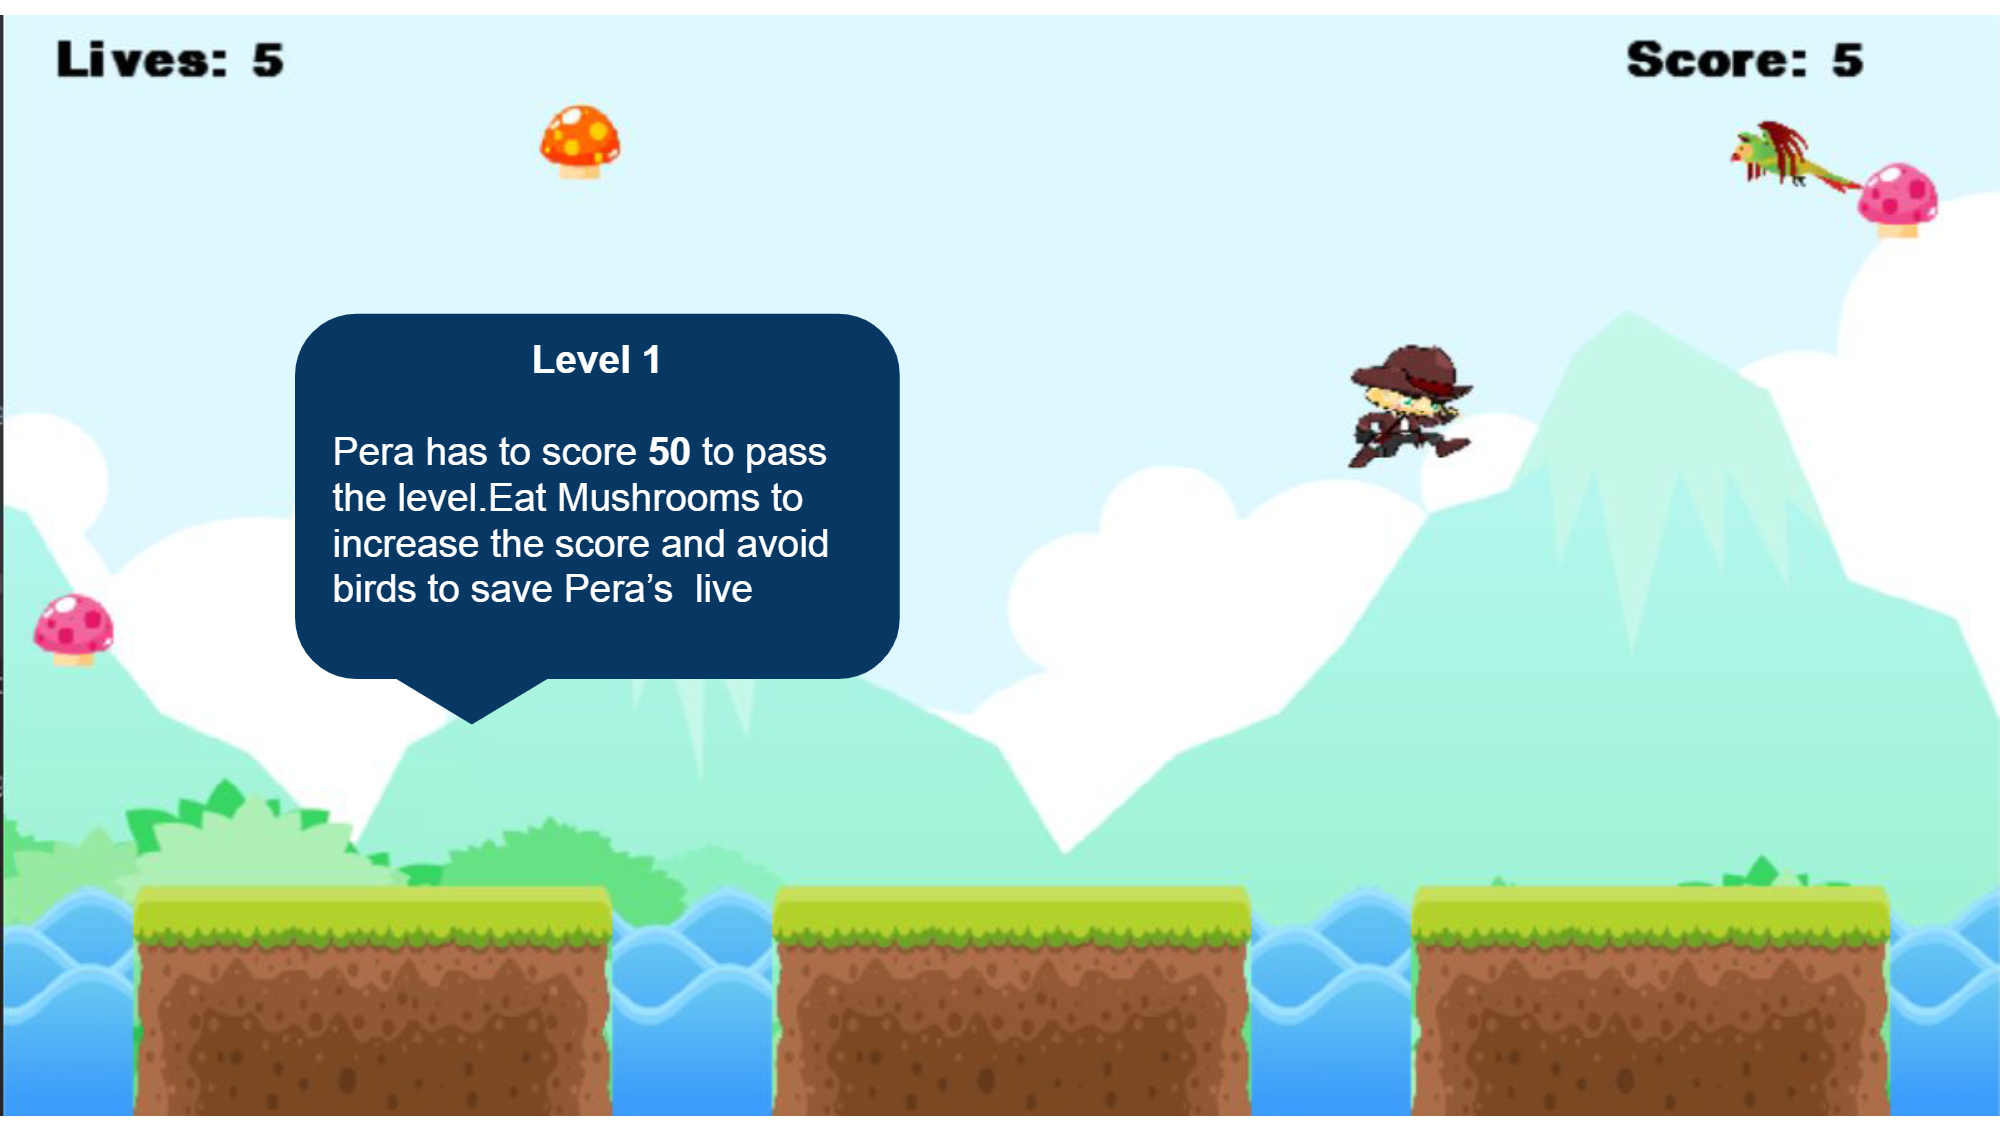 Lives: 5
Score: 5
Level 1
Pera has to score 50 to pass
the level.Eat Mushrooms to
increase the score and avoid
birds to save Pera’s  live